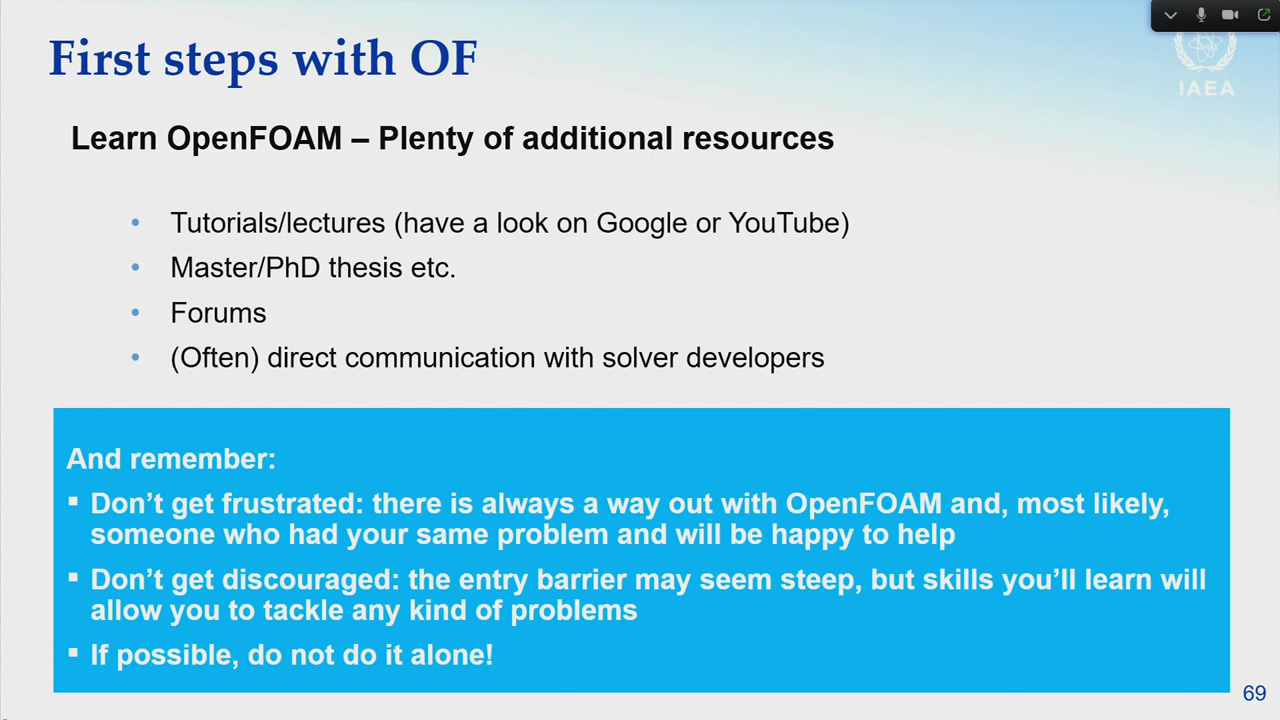 First steps with OF
IAEA
Learn OpenFOAM – Plenty of additional resources
• Tutorials/lectures (have a look on Google or YouTube)
• Master/PhD thesis etc.
• Forums
• (Often) direct communication with solver developers
And remember:
▪ Don’t get frustrated: there is always a way out with OpenFOAM and, most likely,
someone who had your same problem and will be happy to help
▪ Don’t get discouraged: the entry barrier may seem steep, but skills you’ll learn will
allow you to tackle any kind of problems
▪ If possible, do not do it alone!
69